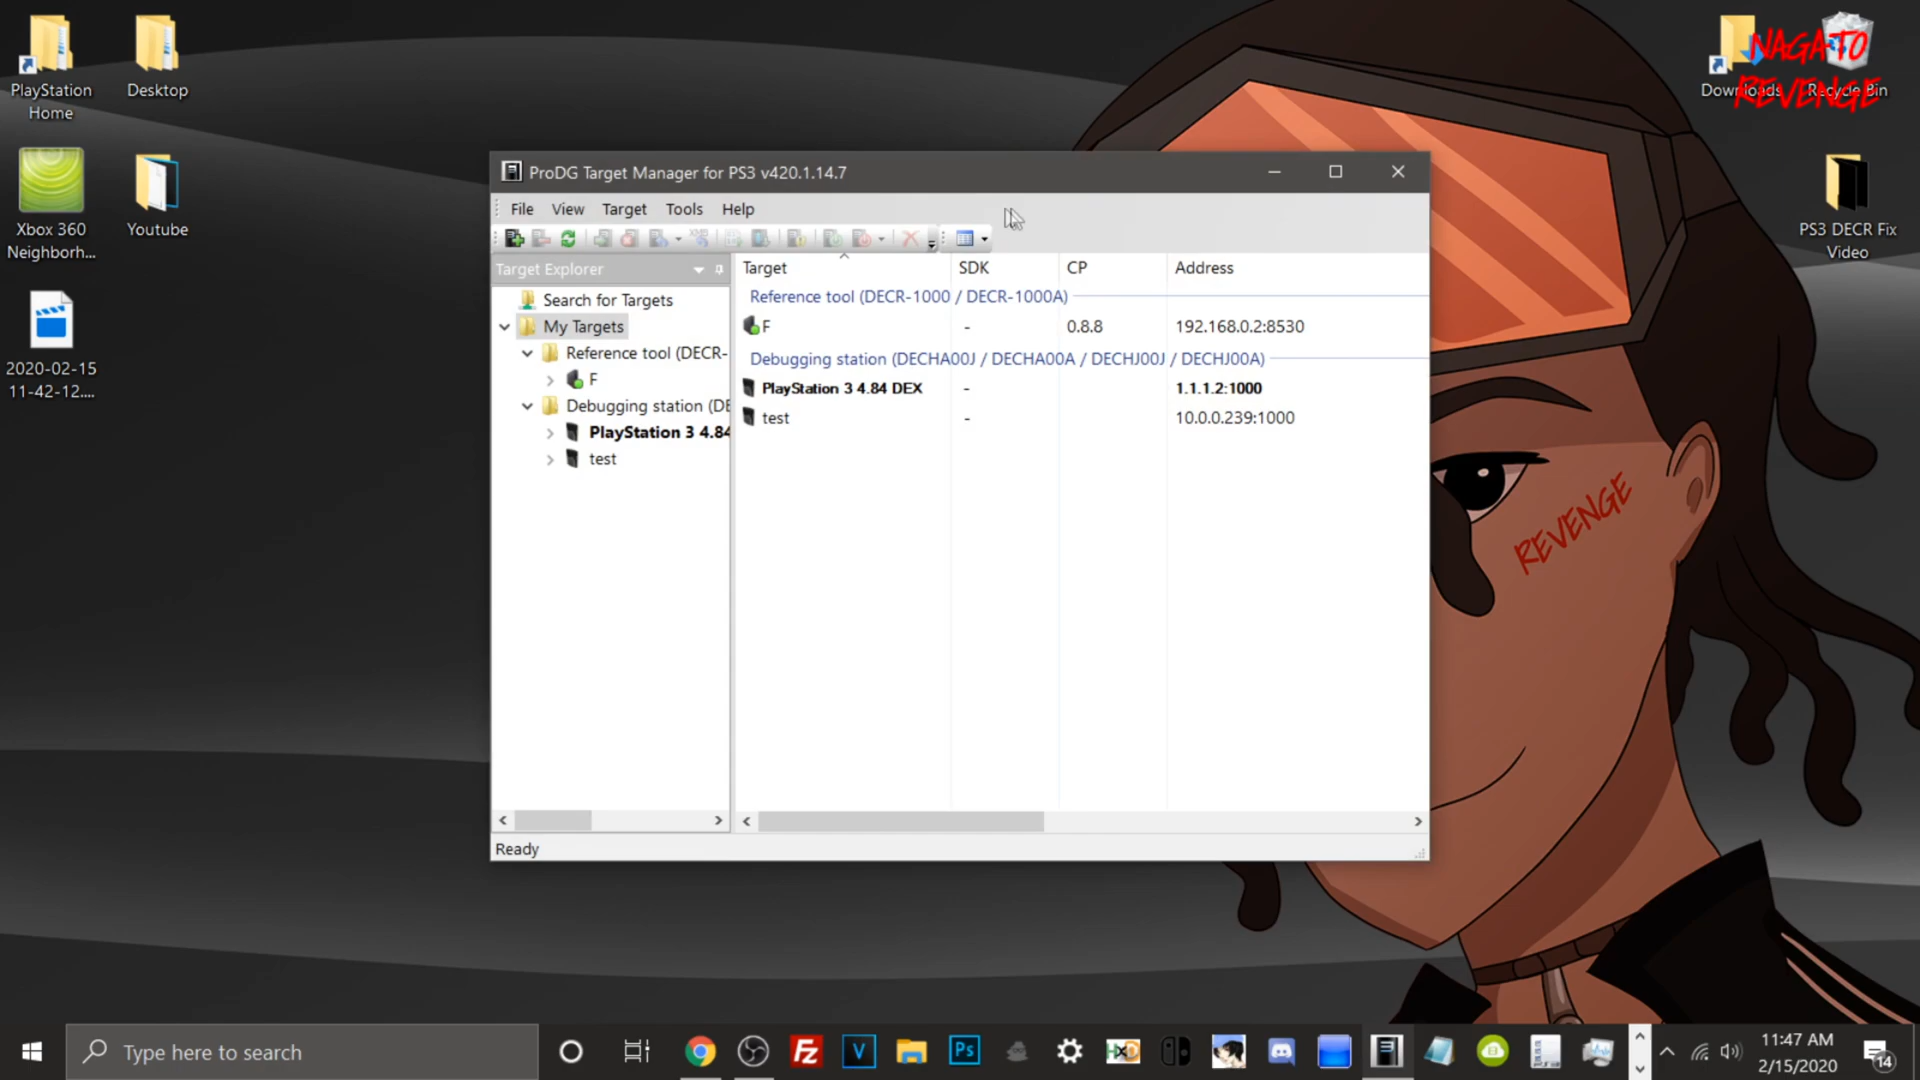 PlayStation
Home
Desktop
Xbox 360
Neighborh...
Youtube
2020-02-15
11-42-12....
Downloads
Recycle Bin
NAGATO
REVENGE
PS3 DECR Fix
Video
ProDG Target Manager for PS3 v420.1.14.7
File View Target Tools Help
XMB
Target Explorer
Search for Targets
My Targets
Reference tool (DECR-
F
Debugging station (DE
PlayStation 3 4.84
test
Target SDK CP Address
Reference tool (DECR-1000 / DECR-1000A)
F - 0.8.8 192.168.0.2:8530
Debugging station (DECHA00J / DECHA00A / DECHJ00J / DECHJ00A)
PlayStation 3 4.84 DEX - 1.1.1.2:1000
test - 10.0.0.239:1000
Ready
REVENGE
Type here to search
Fz
V
Ps
HxD
11:47 AM
2/15/2020
14